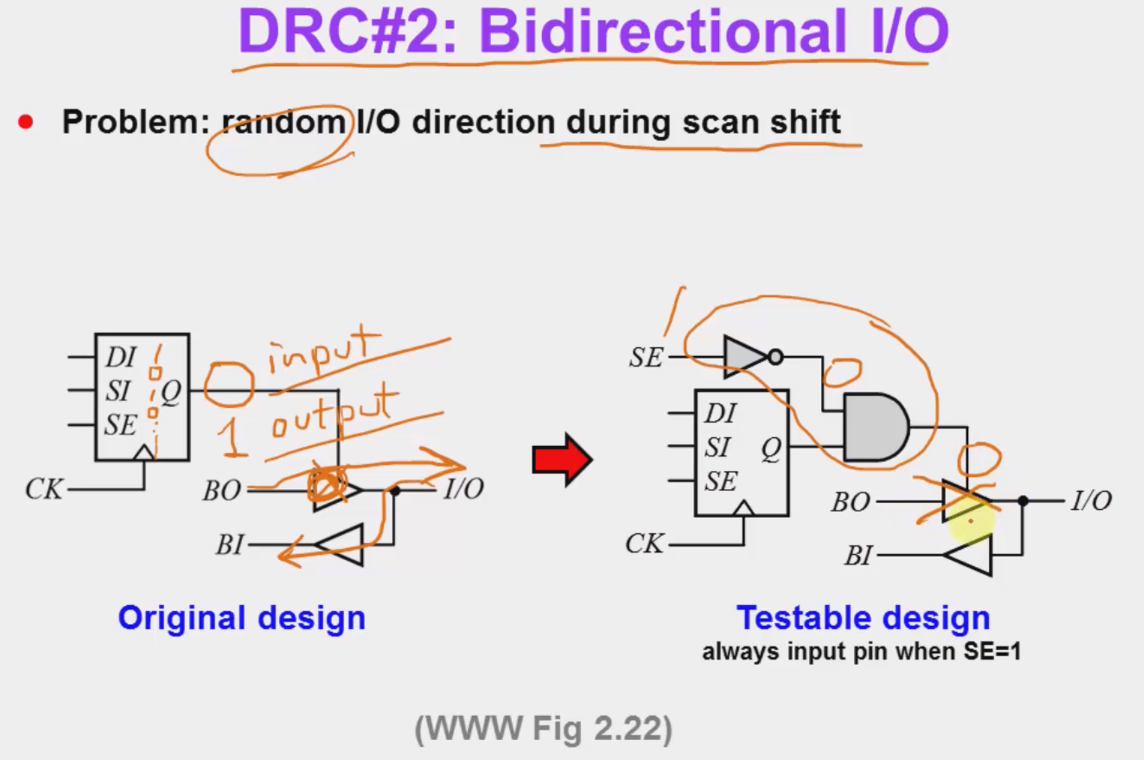 DRC#2: Bidirectional I/O
• Problem: random I/O direction during scan shift
DI
SI Q
SE
CK
0 input
1 output
BO
I/O
BI
Original design
1
SE
0
DI
SI Q
SE
CK
0
BO
I/O
BI
Testable design
always input pin when SE=1
(WWW Fig 2.22)